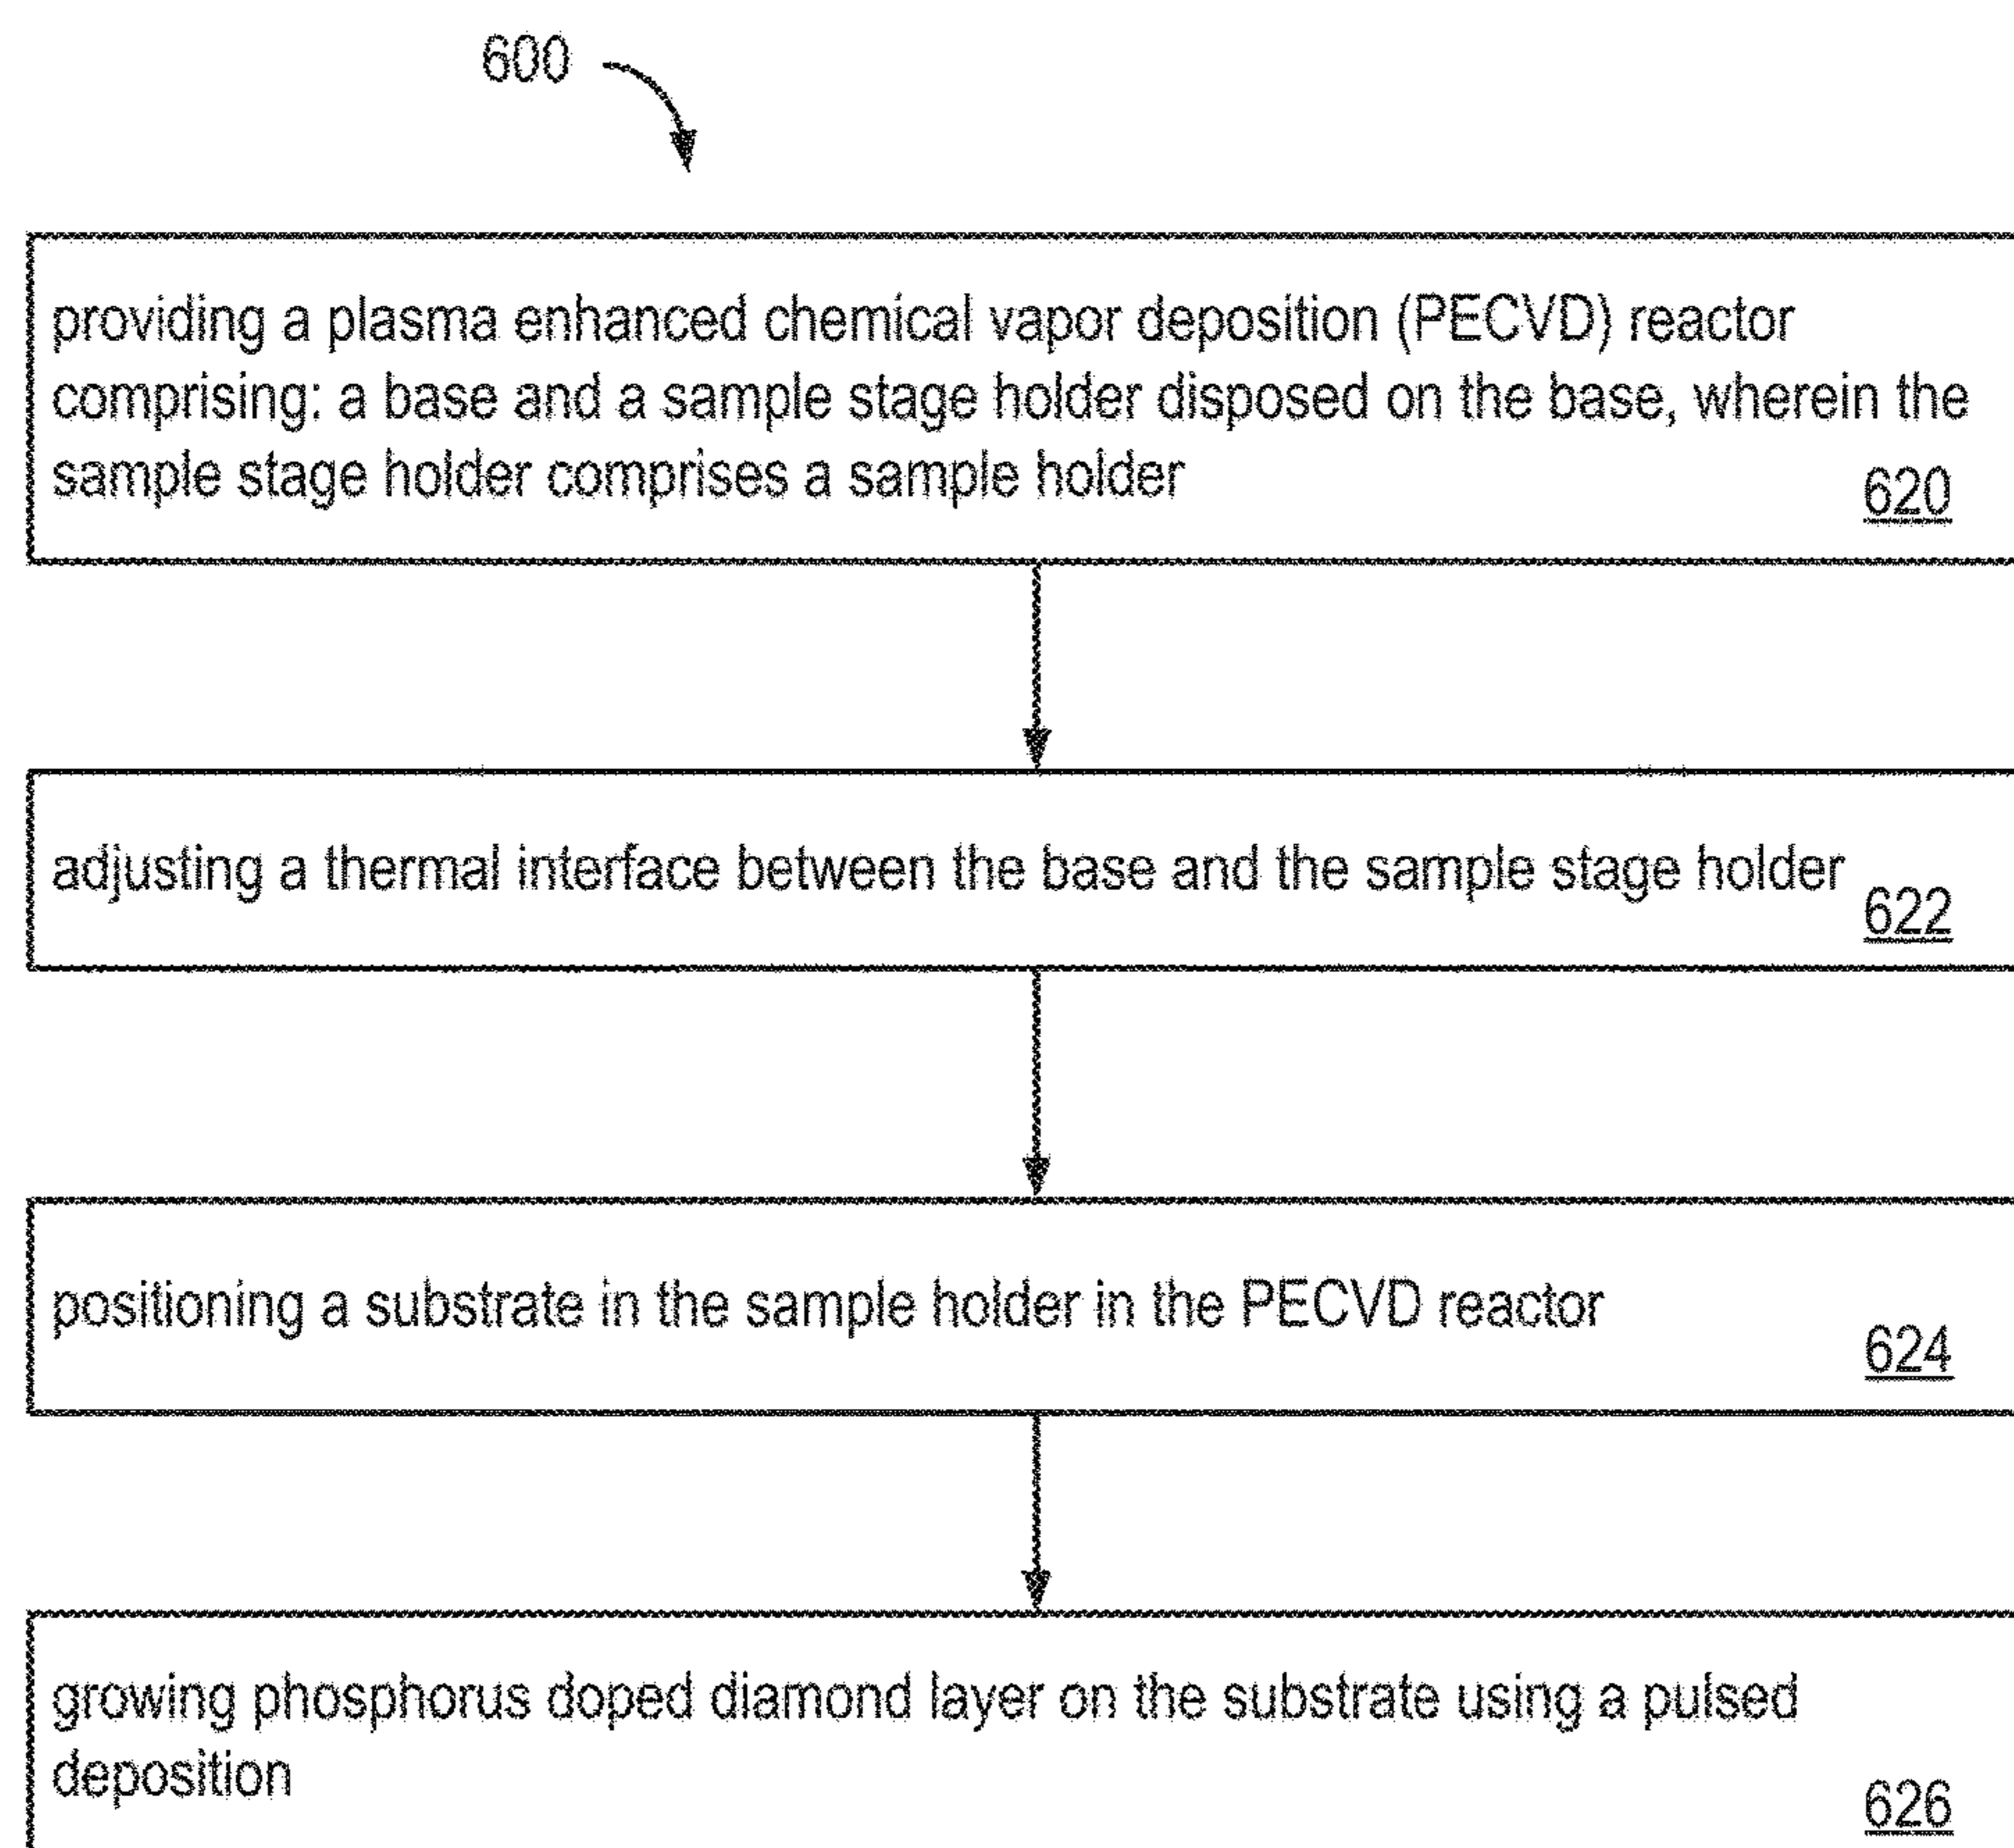 600
providing a plasma enhanced chemical vapor deposition (PECVD) reactor
comprising: a base and a sample stage holder disposed on the base, wherein the
sample stage holder comprises a sample holder
620
adjusting a thermal interface between the base and the sample stage holder
622
positioning a substrate in the sample holder in the PECVD reactor
624
growing phosphorus doped diamond layer on the substrate using a pulsed
deposition
626